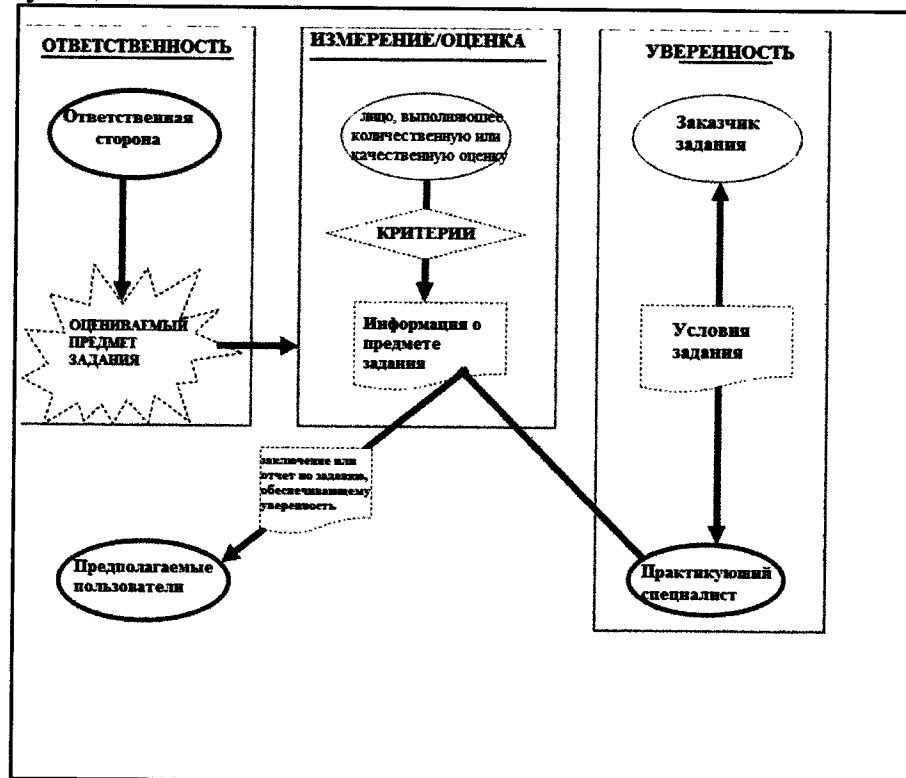 ОТВЕТСТВЕННОСТЬ
Ответственная
сторона
ОЦЕНИВАЕМЫЙ
ПРЕДМЕТ
ЗАДАНИЯ
ИЗМЕРЕНИЕ/ОЦЕНКА
лицо, выполняющее
количественную или
качественную оценку
КРИТЕРИИ
Информация о
предмете
задания
УВЕРЕННОСТЬ
Заказчик
задания
Условия
задания
Практикующий
специалист
заключение или
отчет по заданию,
обеспечивающему
уверенность
Предполагаемые
пользователи